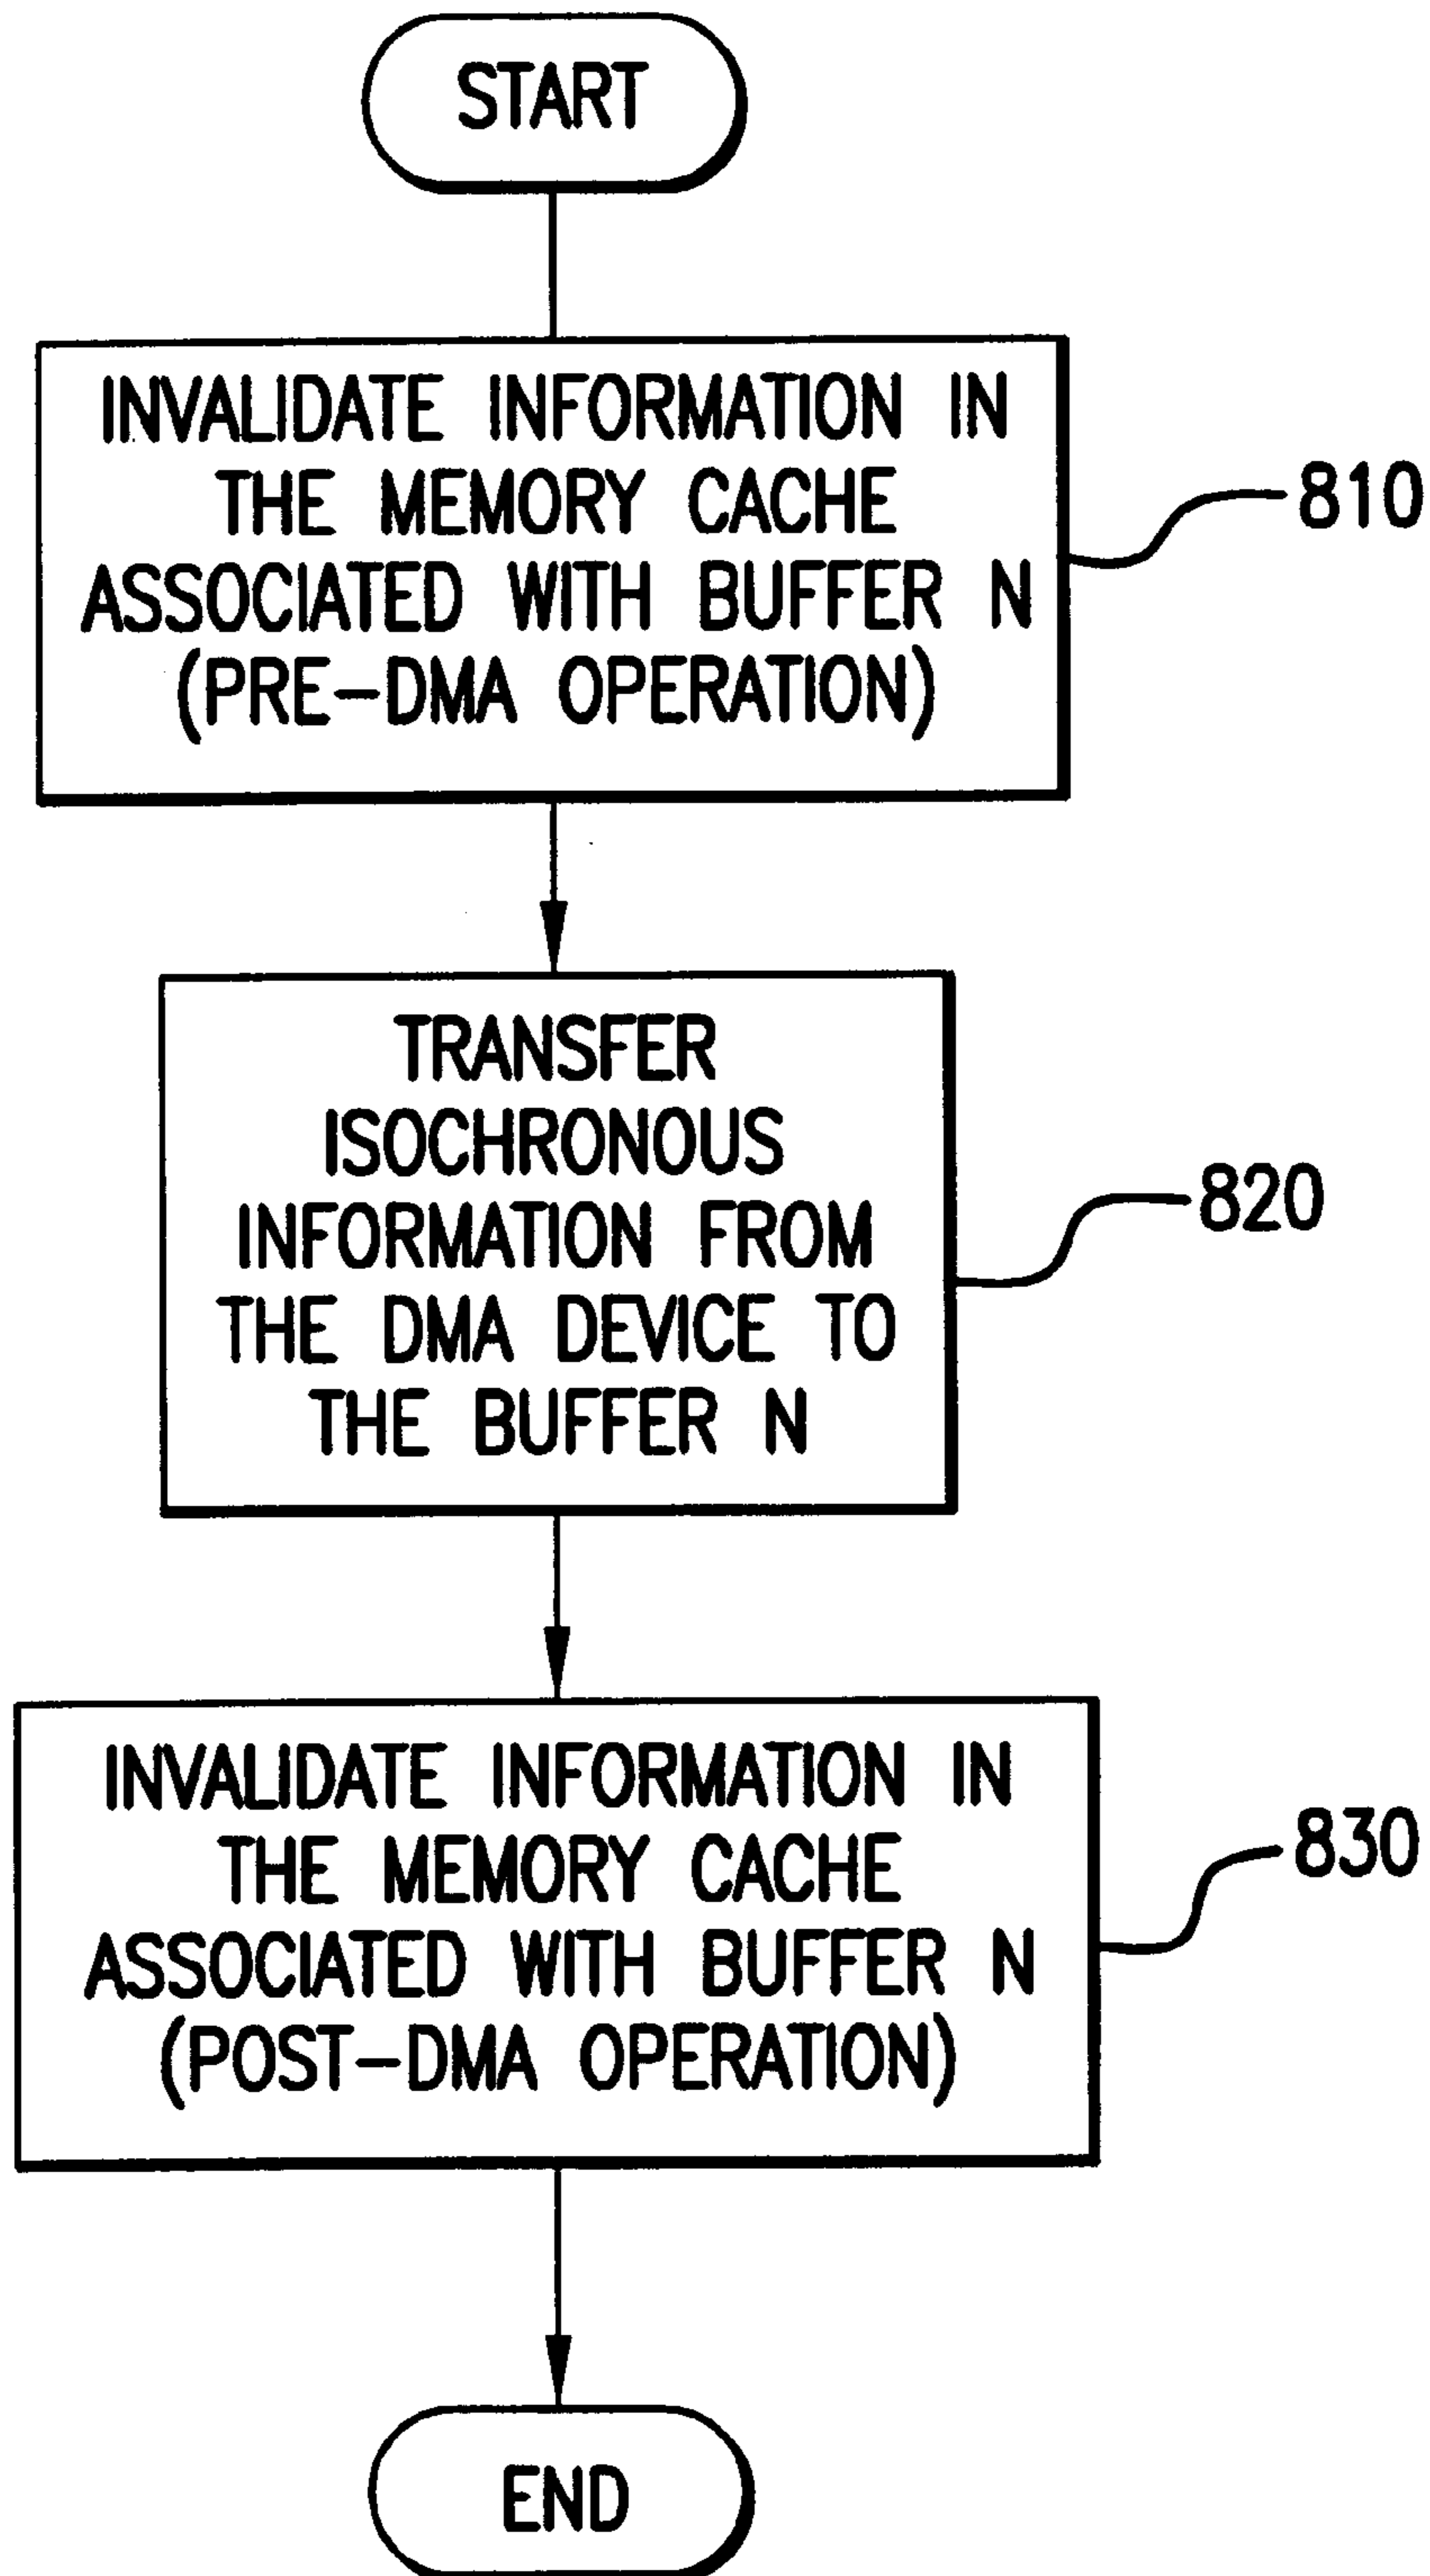 START
INVALIDATE INFORMATION IN
THE MEMORY CACHE
ASSOCIATED WITH BUFFER N
(PRE-DMA OPERATION)
810
TRANSFER
ISOCHRONOUS
INFORMATION FROM
THE DMA DEVICE TO
THE BUFFER N
820
INVALIDATE INFORMATION IN
THE MEMORY CACHE
ASSOCIATED WITH BUFFER N
(POST-DMA OPERATION)
830
END